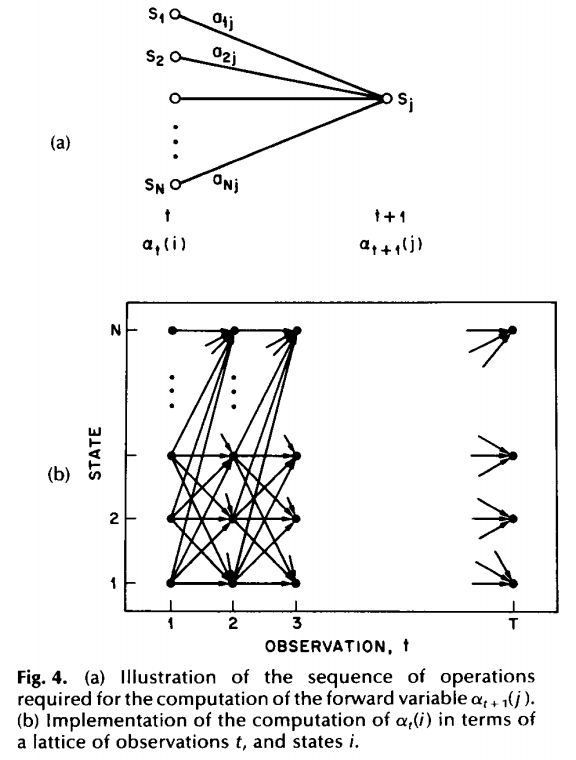 S₁ a₁ⱼ
S₂ a₂ⱼ
Sⱼ
(a)
S_N a_Nⱼ
t t+1
αₜ(i) αₜ₊₁(j)
N
STATE
(b)
2
1
1 2 3 T
OBSERVATION, t
Fig. 4. (a) Illustration of the sequence of operations
required for the computation of the forward variable αₜ₊₁(j).
(b) Implementation of the computation of αₜ(i) in terms of
a lattice of observations t, and states i.